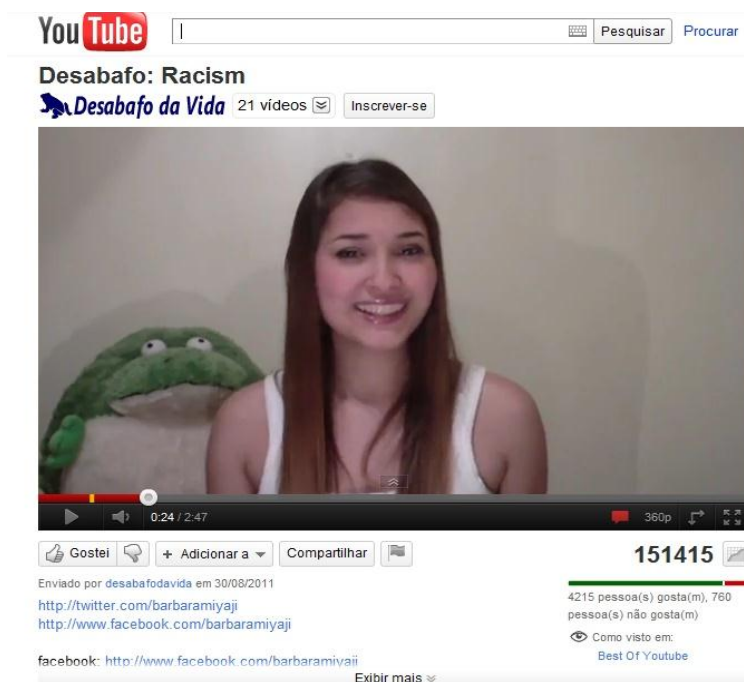 YouTube
Pesquisar Procurar
Desabafo: Racism
Desabafo da Vida 21 vídeos Inscrever-se
0:24 / 2:47 360p
Gostei + Adicionar a Compartilhar 151415
Enviado por desabafodavida em 30/08/2011
http://twitter.com/barbaramiyaji
http://www.facebook.com/barbaramiyaji
facebook: http://www.facebook.com/barbaramiyaji
4215 pessoa(s) gosta(m), 760
pessoa(s) não gosta(m)
Como visto em:
Best Of Youtube
Exibir mais